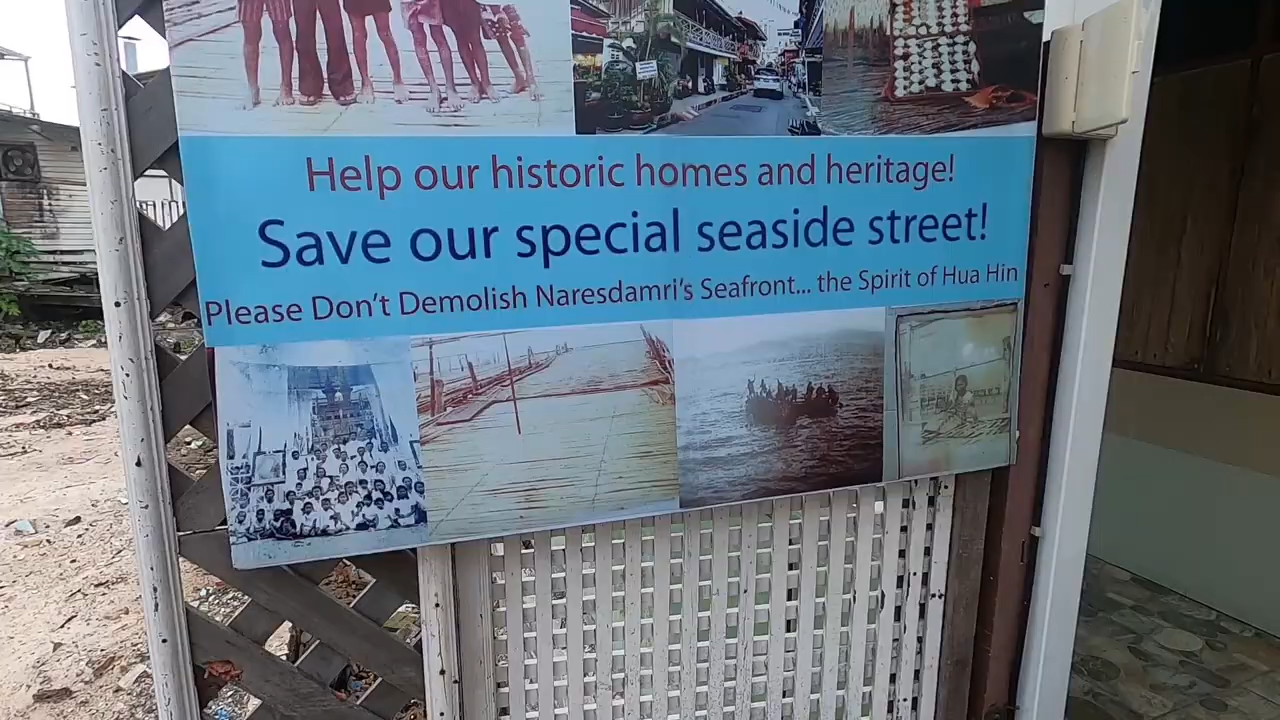 Help our historic homes and heritage!
Save our special seaside street!
Please Don't Demolish Naresdamri's Seafront... the Spirit of Hua Hin